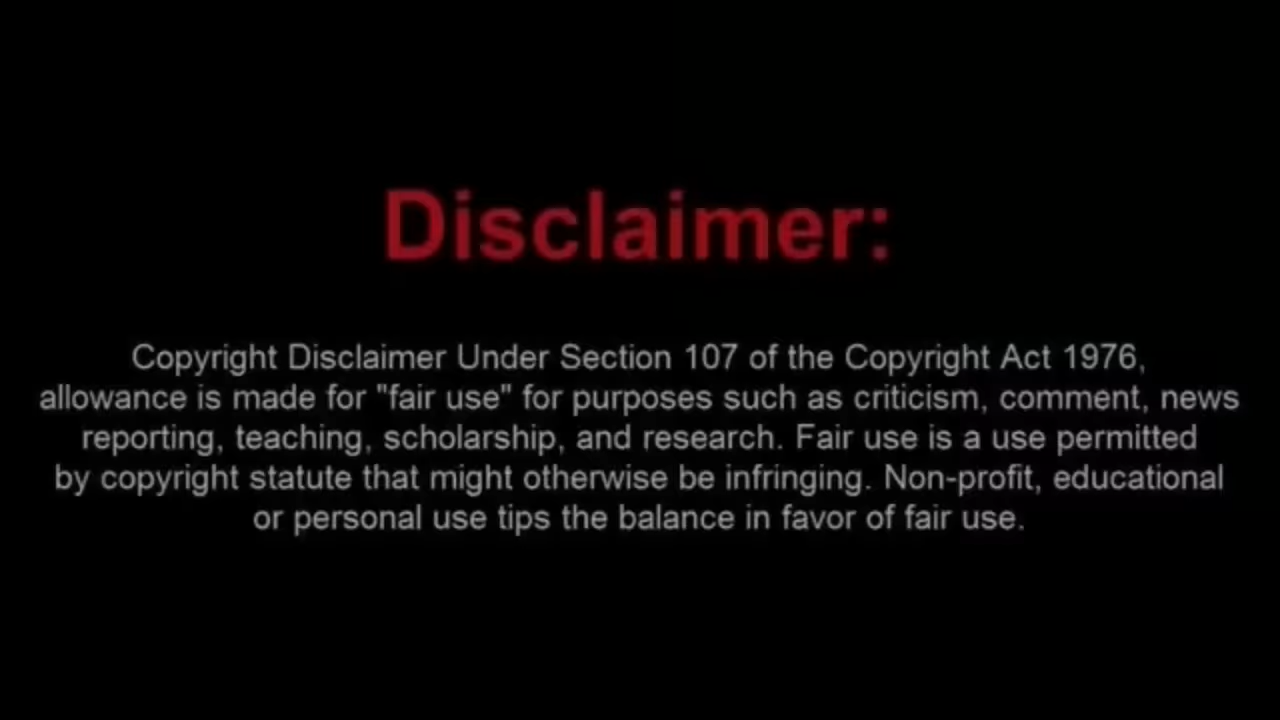 Disclaimer:
Copyright Disclaimer Under Section 107 of the Copyright Act 1976,
allowance is made for "fair use" for purposes such as criticism, comment, news
reporting, teaching, scholarship, and research. Fair use is a use permitted
by copyright statute that might otherwise be infringing. Non-profit, educational
or personal use tips the balance in favor of fair use.